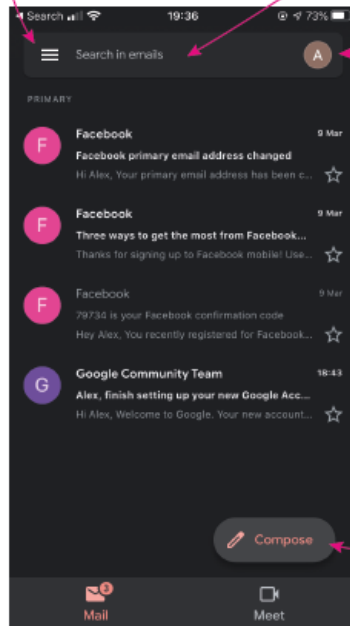 Search
19:36
73%
Search in emails
A
PRIMARY
F
Facebook
9 Mar
Facebook primary email address changed
Hi Alex, Your primary email address has been c...
F
Facebook
9 Mar
Three ways to get the most from Facebook...
Thanks for signing up to Facebook mobile! Use...
F
Facebook
9 Mar
79734 is your Facebook confirmation code
Hey Alex, You recently registered for Facebook...
G
Google Community Team
18:43
Alex, finish setting up your new Google Acc...
Hi Alex, Welcome to Google. Your new account...
Compose
3
Mail
Meet